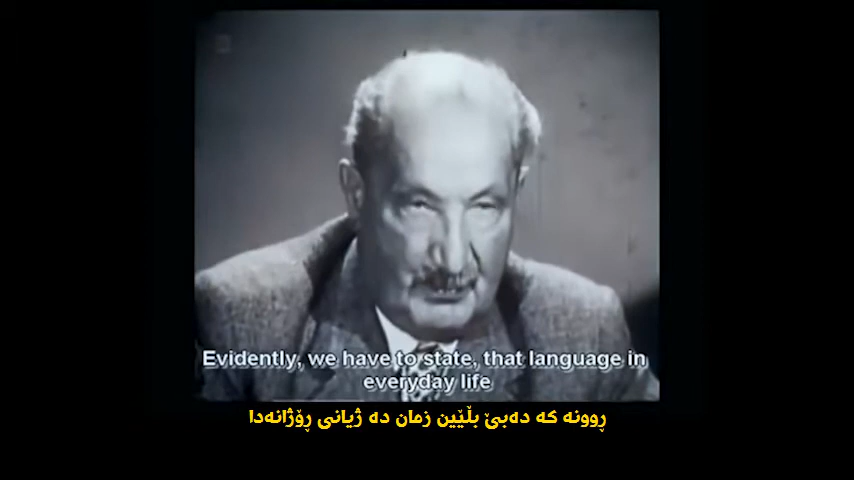 Evidently, we have to state, that language in
everyday life
ڕوونە کە دەبێ بڵێین زمان دە ژیانی ڕۆژانەدا